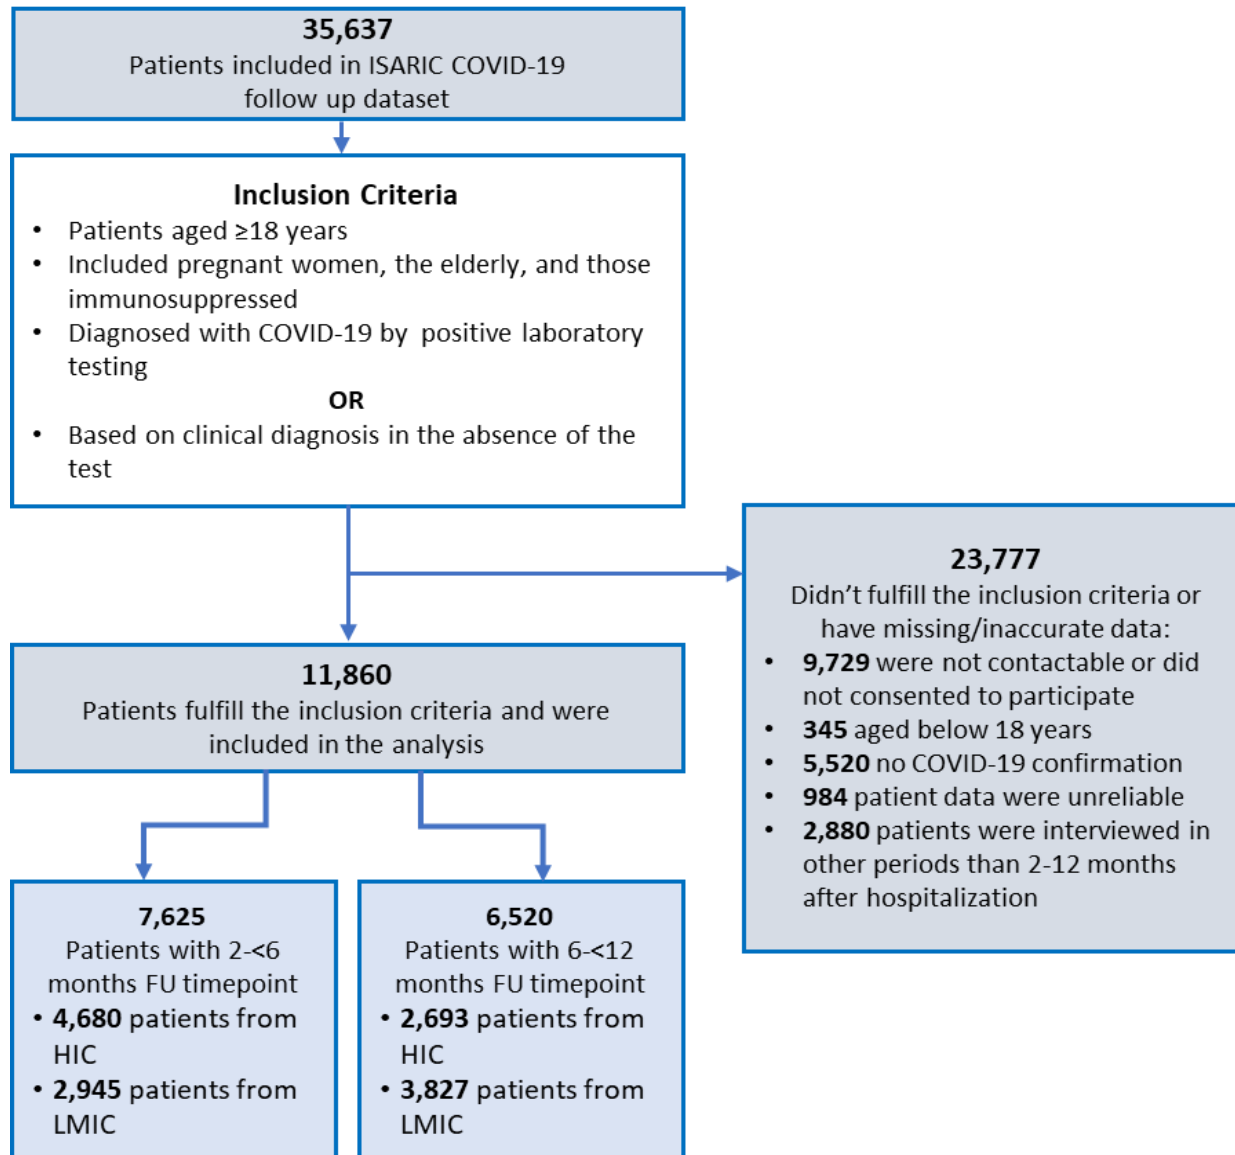 35,637
Patients included in ISARIC COVID-19
follow up dataset
Inclusion Criteria
• Patients aged ≥18 years
• Included pregnant women, the elderly, and those
immunosuppressed
• Diagnosed with COVID-19 by positive laboratory
testing
OR
• Based on clinical diagnosis in the absence of the
test
23,777
Didn’t fulfill the inclusion criteria or
have missing/inaccurate data:
• 9,729 were not contactable or did
not consented to participate
• 345 aged below 18 years
• 5,520 no COVID-19 confirmation
• 984 patient data were unreliable
• 2,880 patients were interviewed in
other periods than 2-12 months
after hospitalization
11,860
Patients fulfill the inclusion criteria and were
included in the analysis
7,625
Patients with 2-<6
months FU timepoint
• 4,680 patients from
HIC
• 2,945 patients from
LMIC
6,520
Patients with 6-<12
months FU timepoint
• 2,693 patients from
HIC
• 3,827 patients from
LMIC